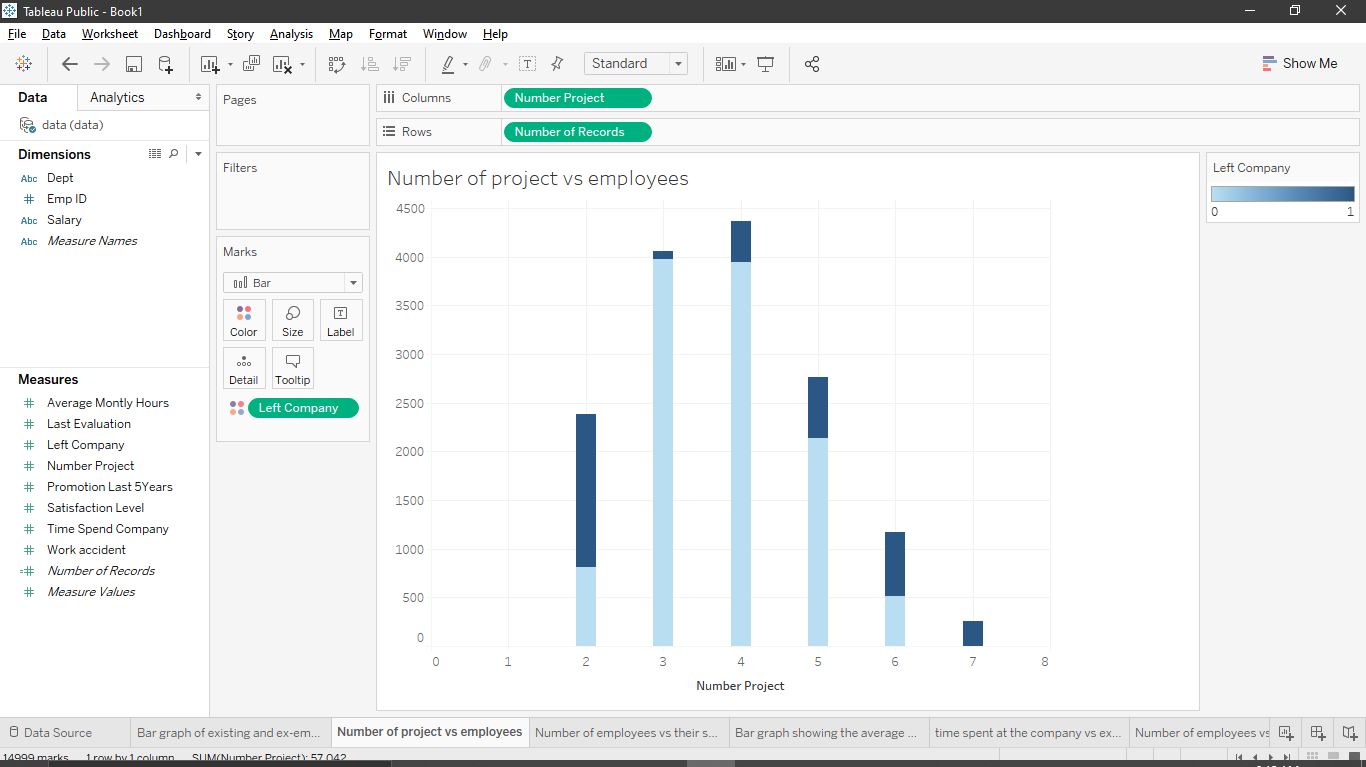 Tableau Public - Book1
File Data Worksheet Dashboard Story Analysis Map Format Window Help
Standard
Show Me
Data
Analytics
data (data)
Dimensions
Abc Dept
Emp ID
Abc Salary
Abc Measure Names
Measures
Average Montly Hours
Last Evaluation
Left Company
Number Project
Promotion Last 5Years
Satisfaction Level
Time Spend Company
Work accident
Number of Records
Measure Values
Pages
Filters
Marks
Bar
Color Size Label
Detail Tooltip
Left Company
Columns Number Project
Rows Number of Records
Number of project vs employees
4500
4000
3500
3000
2500
2000
1500
1000
500
0
0 1 2 3 4 5 6 7 8
Number Project
Left Company
0 1
Data Source
Bar graph of existing and ex-em...
Number of project vs employees
Number of employees vs their s...
Bar graph showing the average ...
time spent at the company vs ex...
Number of employees vs
14999 marks 1 row by 1 column SUM(Number Project): 57,042